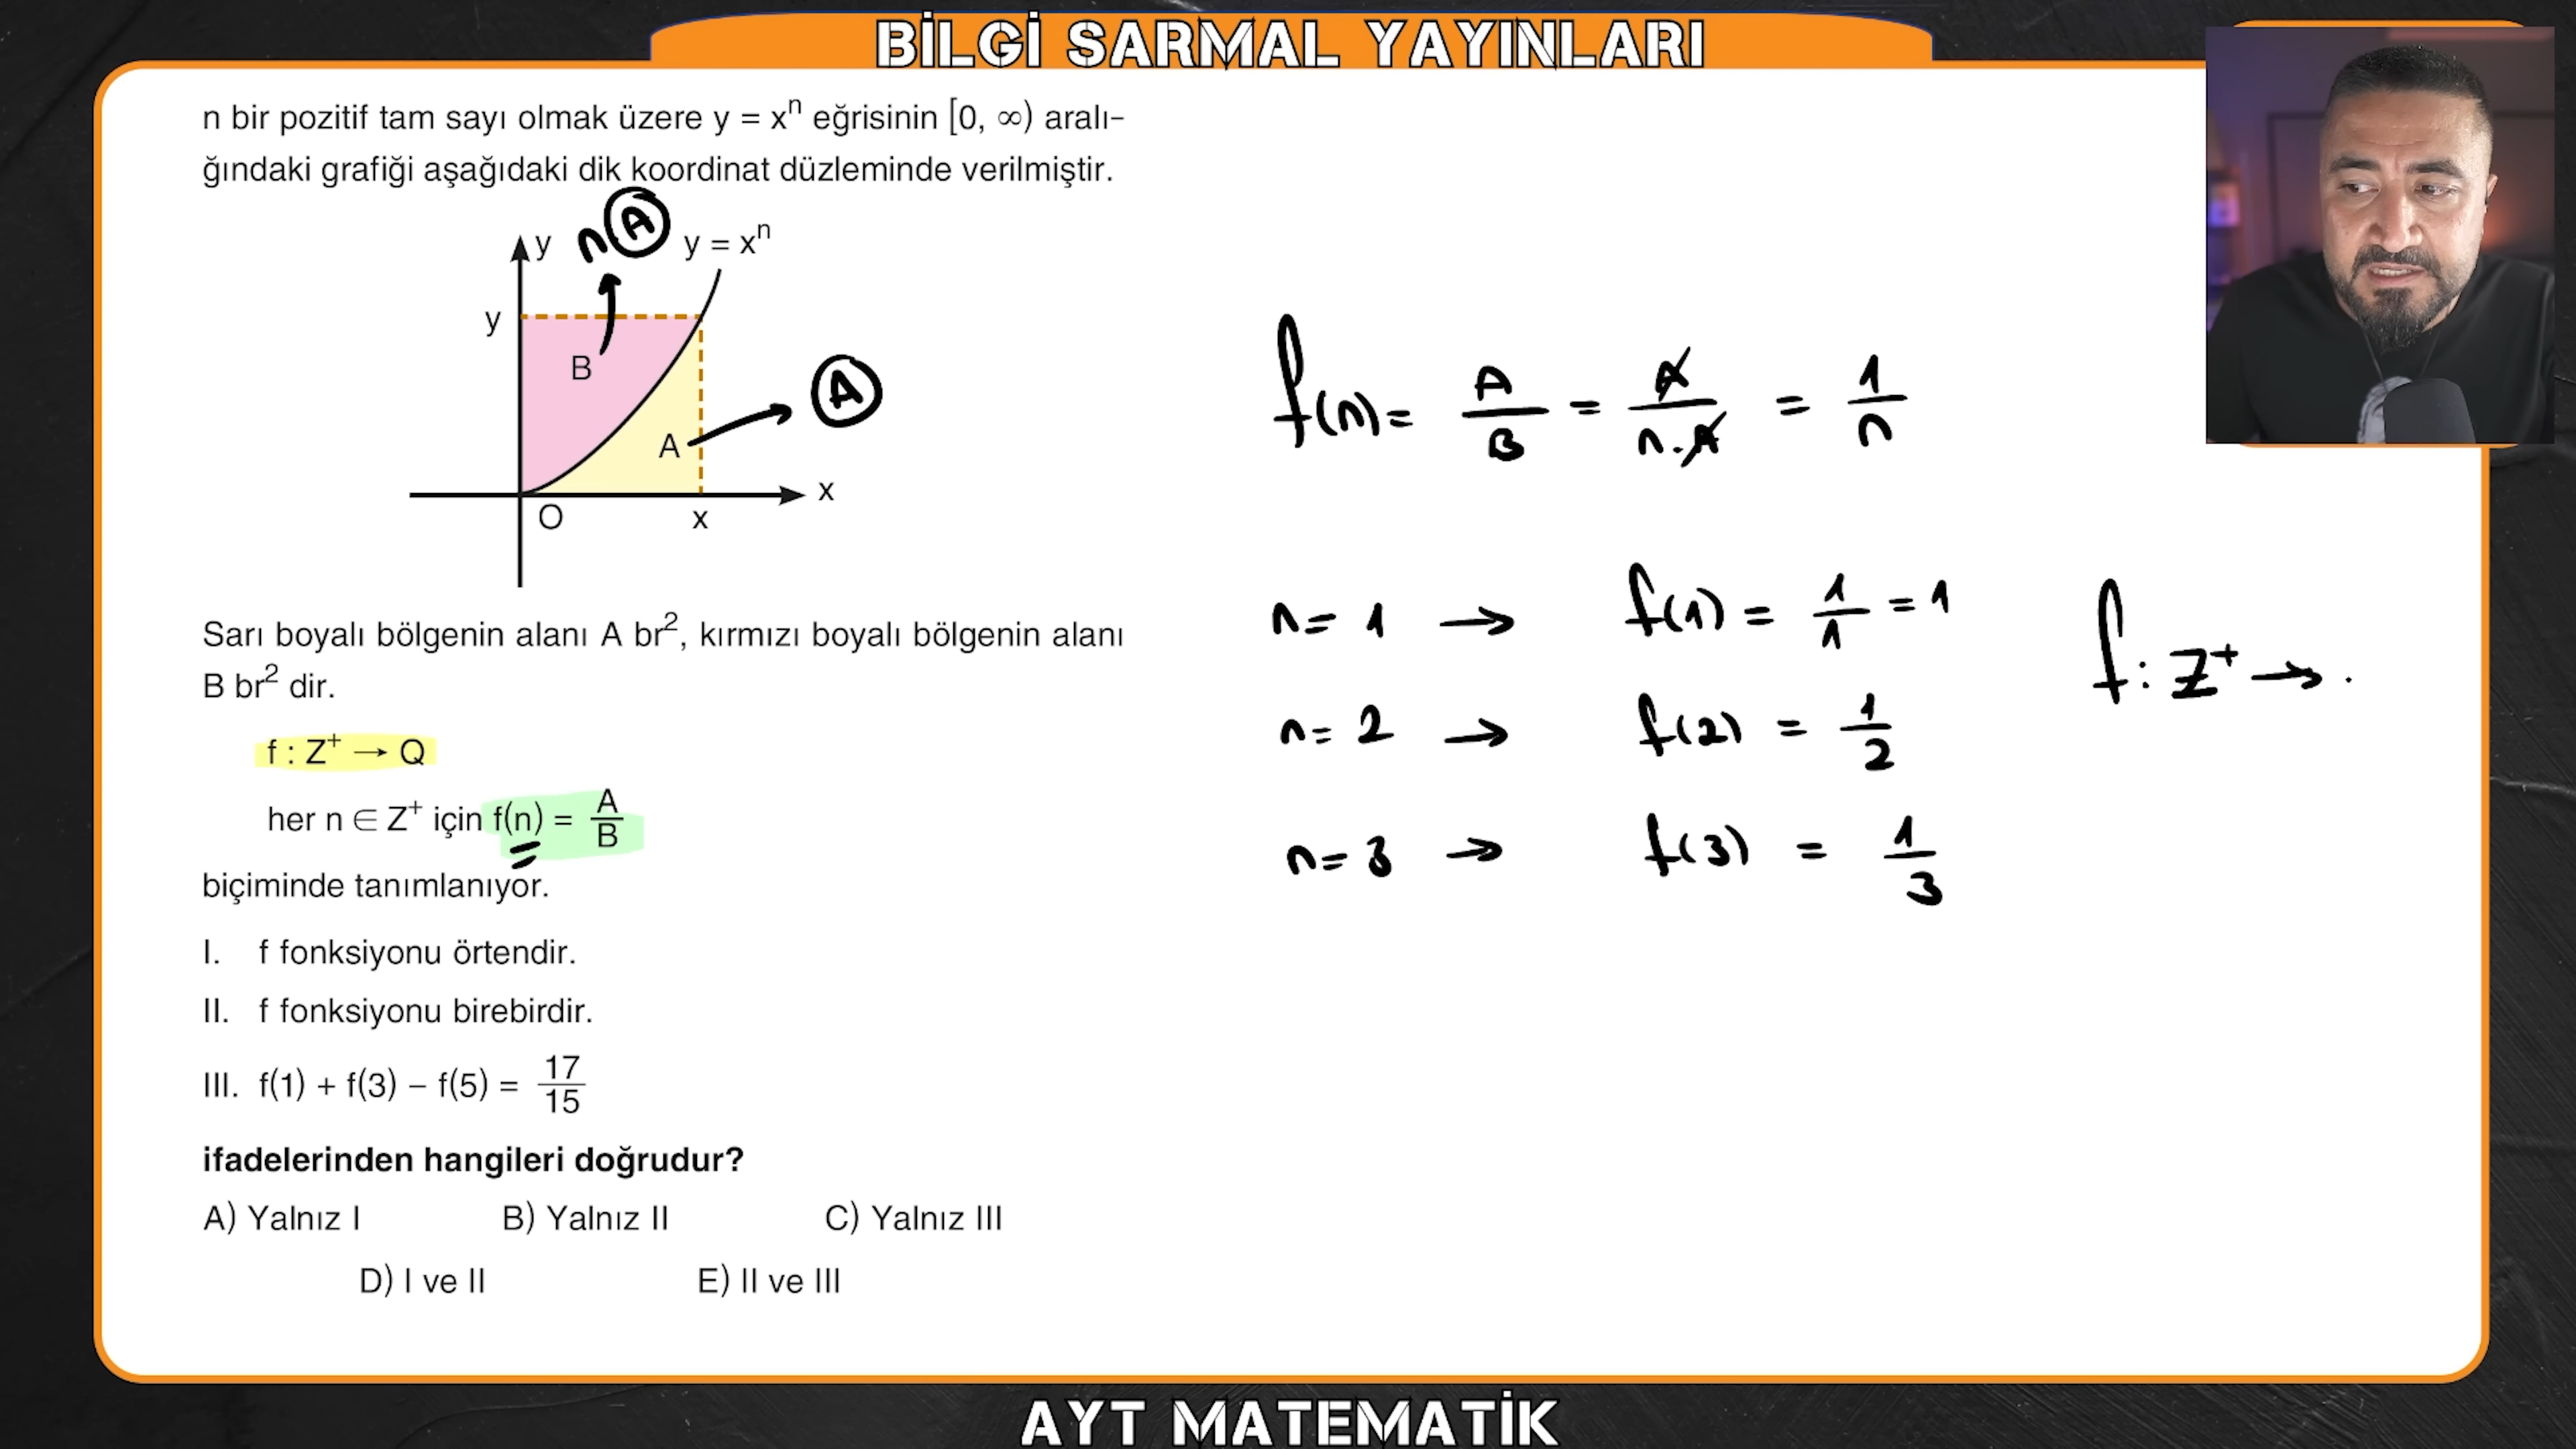 BİLGİ SARMAL YAYINLARI
n bir pozitif tam sayı olmak üzere y = xⁿ eğrisinin [0, ∞) aralı-
ğındaki grafiği aşağıdaki dik koordinat düzleminde verilmiştir.
y
n A
y = xⁿ
y
B
A
A
x
O
x
Sarı boyalı bölgenin alanı A br², kırmızı boyalı bölgenin alanı
B br² dir.
f : Z⁺ → Q
her n ∈ Z⁺ için f(n) = A/B
biçiminde tanımlanıyor.
I. f fonksiyonu örtendir.
II. f fonksiyonu birebirdir.
III. f(1) + f(3) – f(5) = 17/15
ifadelerinden hangileri doğrudur?
A) Yalnız I B) Yalnız II C) Yalnız III
D) I ve II E) II ve III
f(n) = A/B = A/n.A = 1/n
n = 1 → f(1) = 1/1 = 1
n = 2 → f(2) = 1/2
n = 3 → f(3) = 1/3
f : Z⁺ → .
AYT MATEMATİK